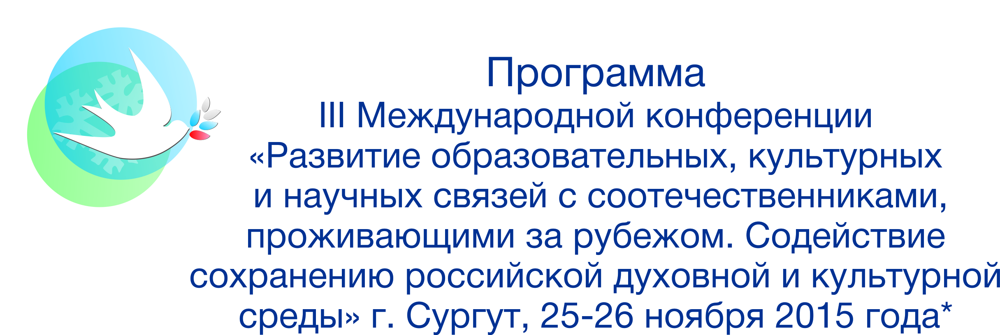 Программа
III Международной конференции
«Развитие образовательных, культурных
и научных связей с соотечественниками,
проживающими за рубежом. Содействие
сохранению российской духовной и культурной
среды» г. Сургут, 25-26 ноября 2015 года*